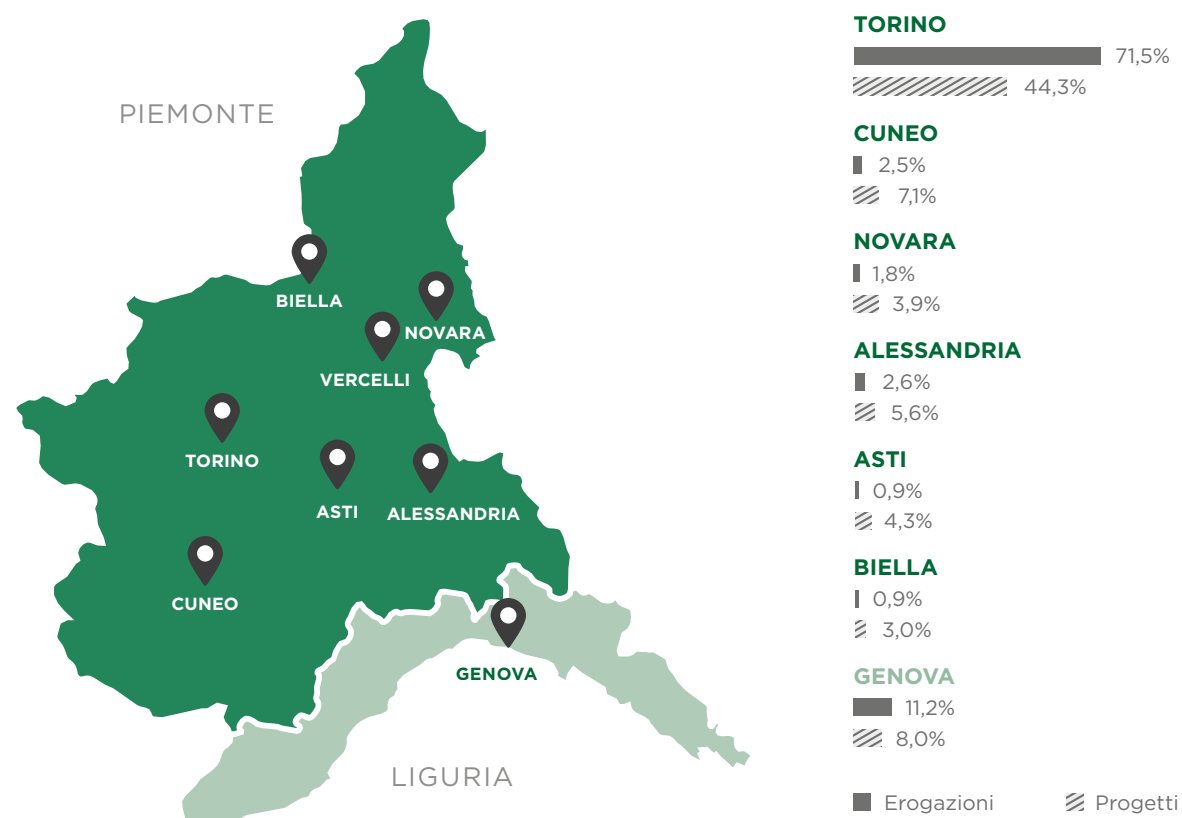 PIEMONTE
BIELLA
NOVARA
VERCELLI
TORINO
ASTI
ALESSANDRIA
CUNEO
GENOVA
LIGURIA
TORINO
71,5%
44,3%
CUNEO
2,5%
7,1%
NOVARA
1,8%
3,9%
ALESSANDRIA
2,6%
5,6%
ASTI
0,9%
4,3%
BIELLA
0,9%
3,0%
GENOVA
11,2%
8,0%
Erogazioni Progetti